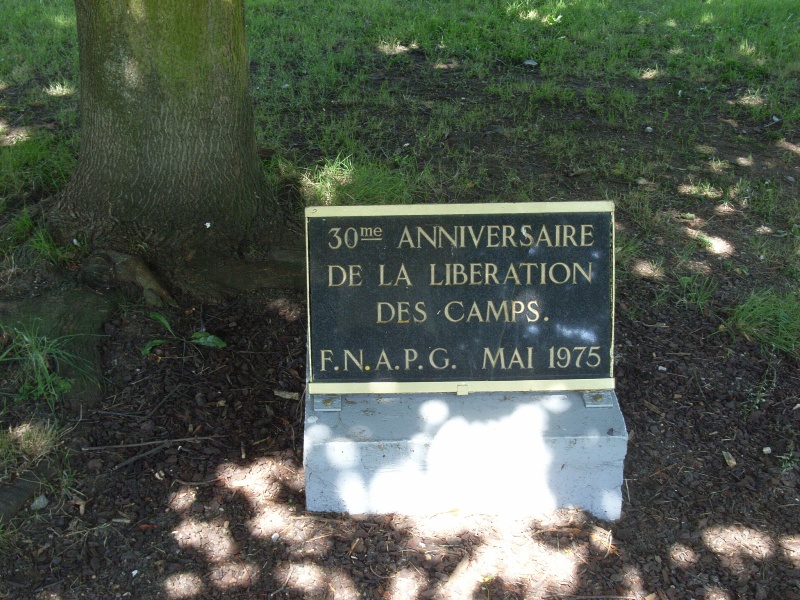 30me ANNIVERSAIRE
DE LA LIBERATION
DES CAMPS.
F.N.A.P.G. MAI 1975